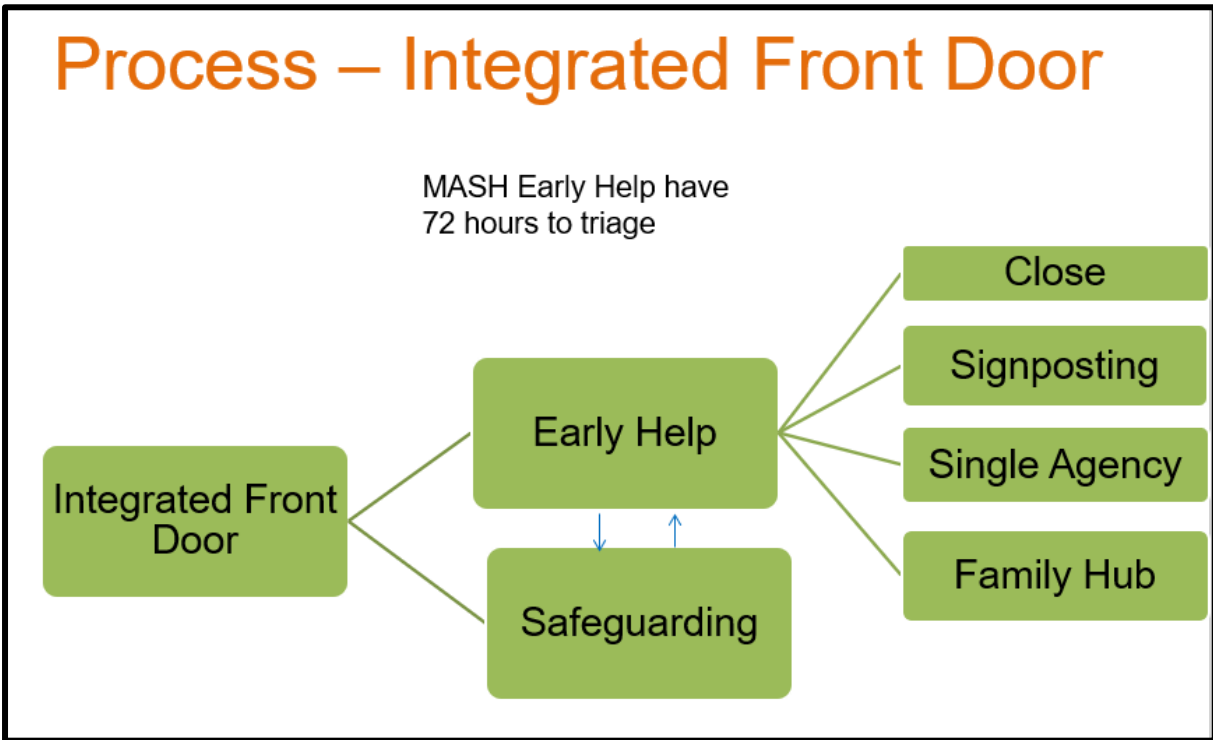 Process – Integrated Front Door
MASH Early Help have
72 hours to triage
Integrated Front
Door
Early Help
Safeguarding
Close
Signposting
Single Agency
Family Hub